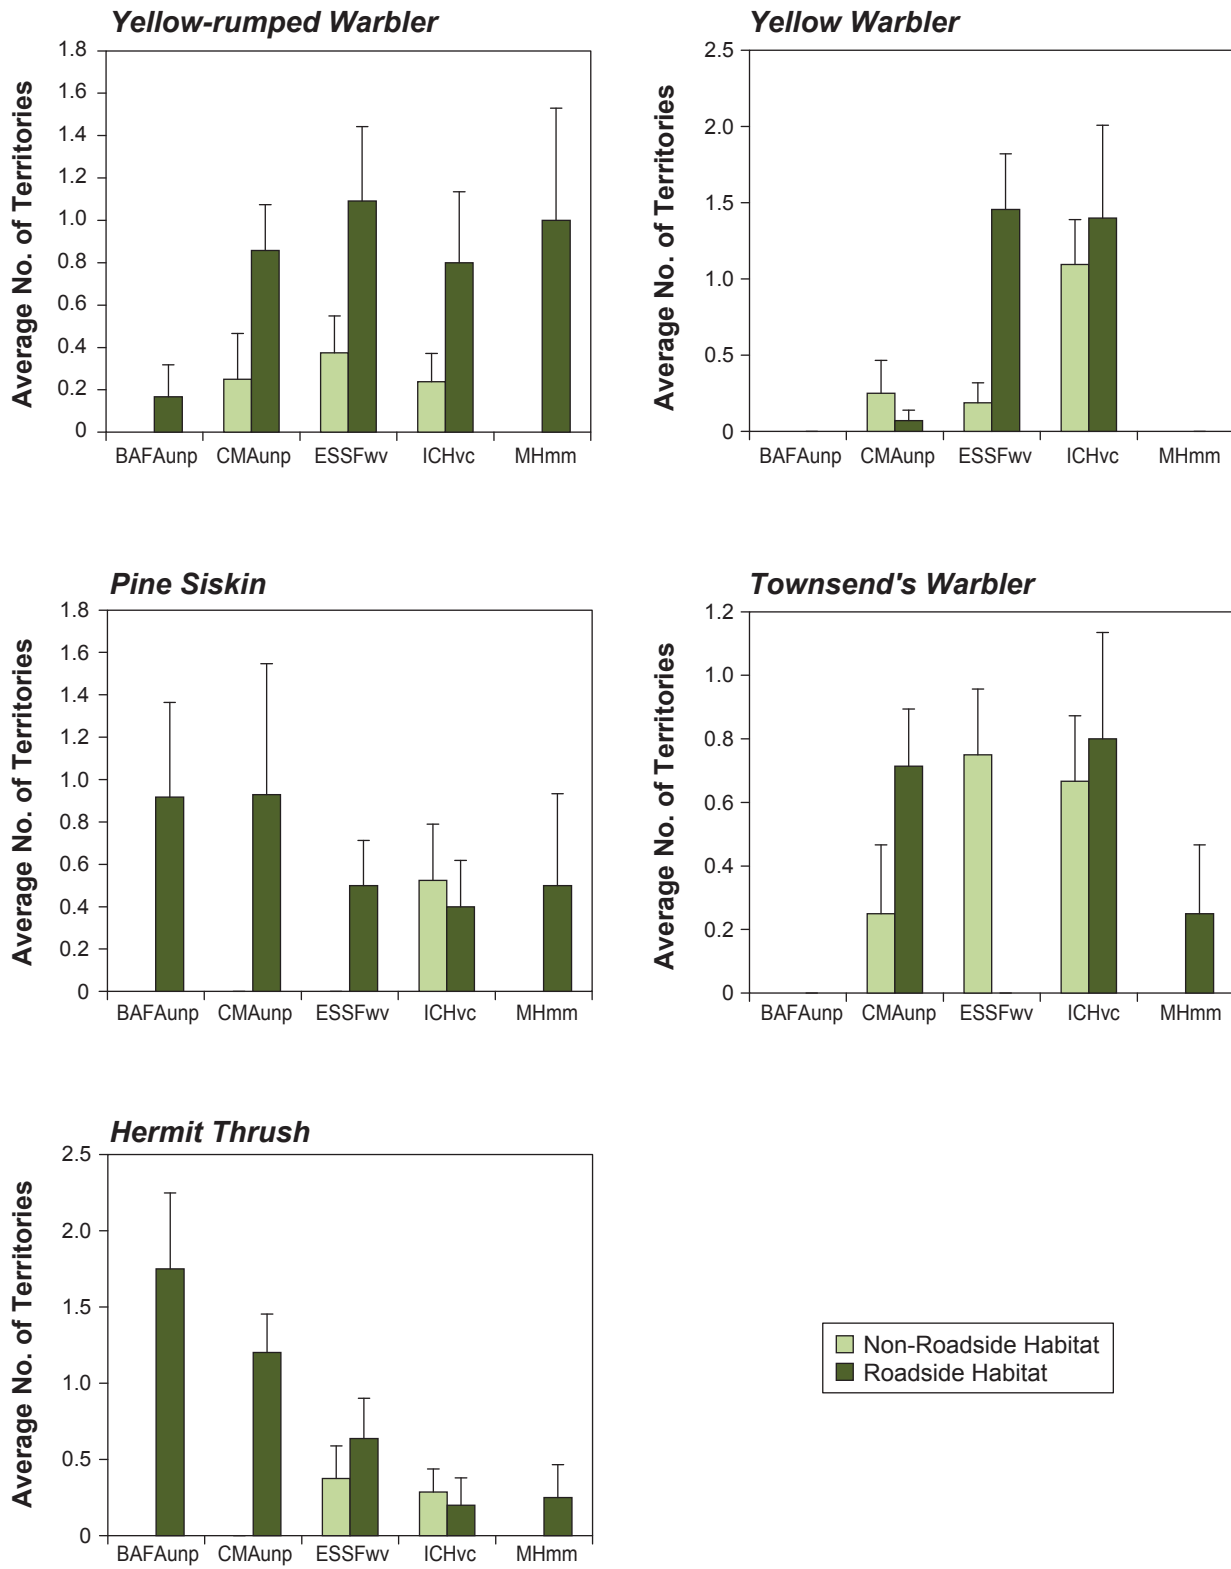 Yellow-rumped Warbler
Average No. of Territories
1.8
1.6
1.4
1.2
1.0
0.8
0.6
0.4
0.2
0
BAFAunp CMAunp ESSFwv ICHvc MHmm
Yellow Warbler
Average No. of Territories
2.5
2.0
1.5
1.0
0.5
0
BAFAunp CMAunp ESSFwv ICHvc MHmm
Pine Siskin
Average No. of Territories
1.8
1.6
1.4
1.2
1.0
0.8
0.6
0.4
0.2
0
BAFAunp CMAunp ESSFwv ICHvc MHmm
Townsend's Warbler
Average No. of Territories
1.2
1.0
0.8
0.6
0.4
0.2
0
BAFAunp CMAunp ESSFwv ICHvc MHmm
Hermit Thrush
Average No. of Territories
2.5
2.0
1.5
1.0
0.5
0
BAFAunp CMAunp ESSFwv ICHvc MHmm
Non-Roadside Habitat
Roadside Habitat